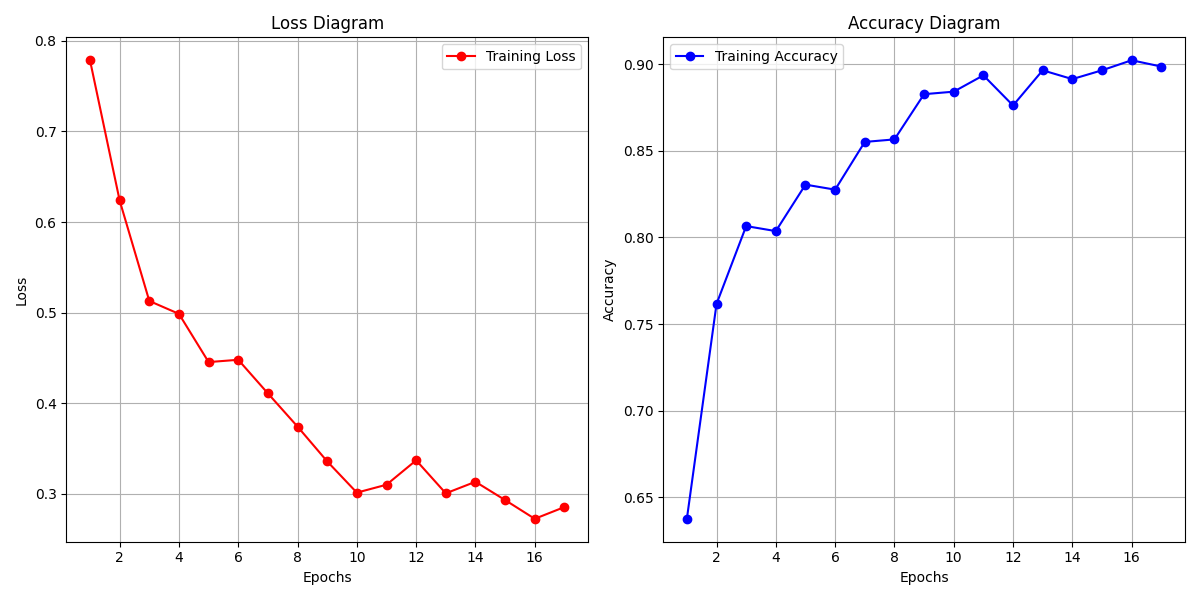 Loss Diagram
Training Loss
0.8
0.7
0.6
0.5
0.4
0.3
Loss
2 4 6 8 10 12 14 16
Epochs
Accuracy Diagram
Training Accuracy
0.90
0.85
0.80
0.75
0.70
0.65
Accuracy
2 4 6 8 10 12 14 16
Epochs